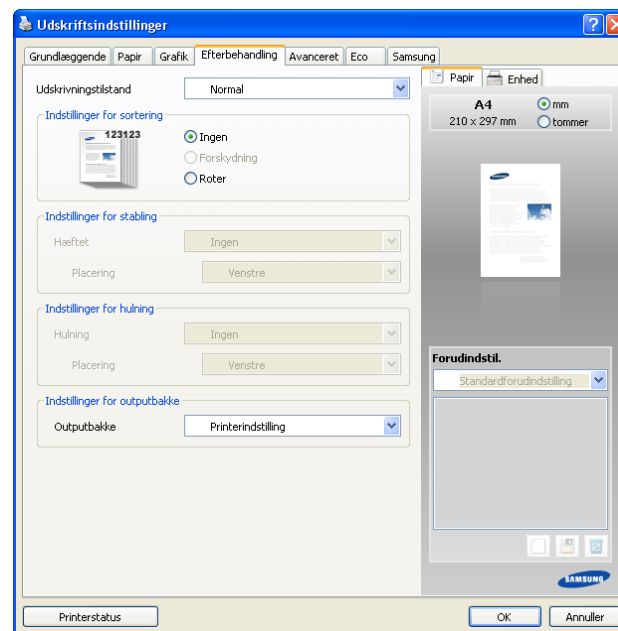 Udskriftsindstillinger
Grundlæggende Papir Grafik Efterbehandling Avanceret Eco Samsung
Udskrivningstilstand Normal
Indstillinger for sortering
123123
Ingen
Forskydning
Roter
Indstillinger for stabling
Hæftet Ingen
Placering Venstre
Indstillinger for hulning
Hulning Ingen
Placering Venstre
Indstillinger for outputbakke
Outputbakke Printerindstilling
Papir Enhed
A4
210 x 297 mm
mm
tommer
Forudindstil.
Standardforudindstilling
SAMSUNG
Printerstatus
OK
Annuller